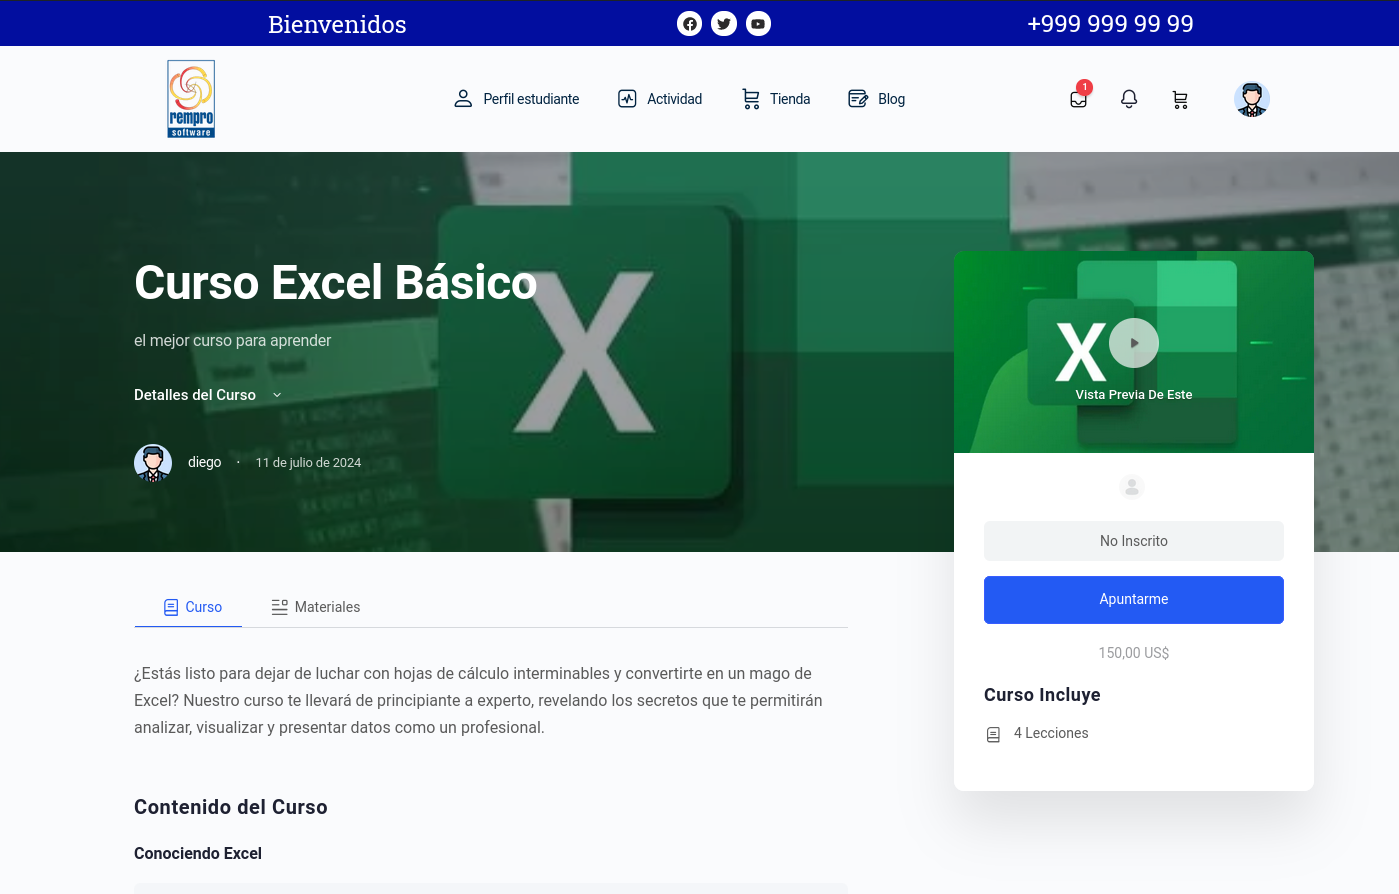 Bienvenidos
+999 999 99 99
rempro
software
Perfil estudiante
Actividad
Tienda
Blog
1
Curso Excel Básico
el mejor curso para aprender
Detalles del Curso
diego · 11 de julio de 2024
X
X
Vista Previa De Este
No Inscrito
Apuntarme
150,00 US$
Curso Incluye
4 Lecciones
Curso
Materiales
¿Estás listo para dejar de luchar con hojas de cálculo interminables y convertirte en un mago de
Excel? Nuestro curso te llevará de principiante a experto, revelando los secretos que te permitirán
analizar, visualizar y presentar datos como un profesional.
Contenido del Curso
Conociendo Excel